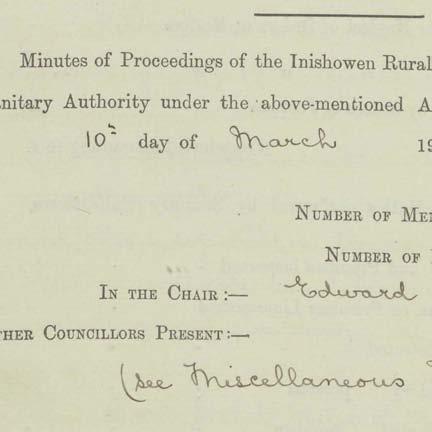 Minutes of Proceedings of the Inishowen Rural
nitary Authority under the above-mentioned A
10th day of March 19
Number of Me
Number of
In the Chair :— Edward
her Councillors Present :—
(see Miscellaneous